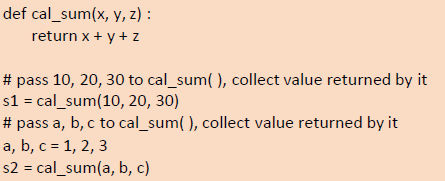 def cal_sum(x, y, z) :
return x + y + z
# pass 10, 20, 30 to cal_sum( ), collect value returned by it
s1 = cal_sum(10, 20, 30)
# pass a, b, c to cal_sum( ), collect value returned by it
a, b, c = 1, 2, 3
s2 = cal_sum(a, b, c)